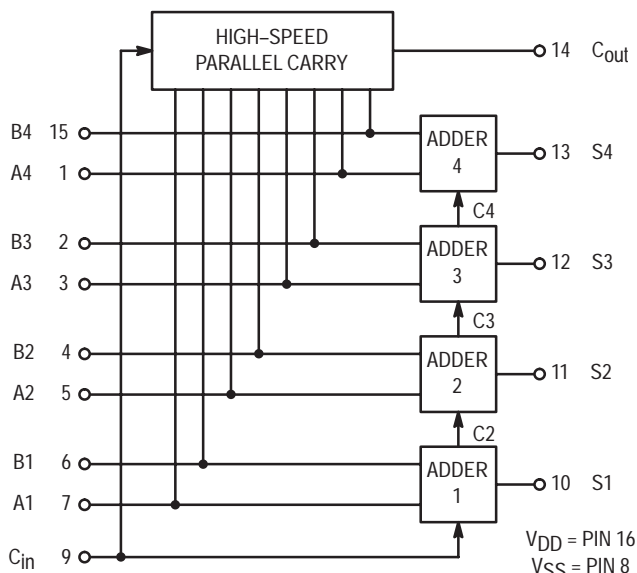 HIGH–SPEED
PARALLEL CARRY
14 Cout
B4 15
ADDER
4
13 S4
A4 1
C4
B3 2
ADDER
3
12 S3
A3 3
C3
B2 4
ADDER
2
11 S2
A2 5
C2
B1 6
ADDER
1
10 S1
A1 7
Cin 9
VDD = PIN 16
VSS = PIN 8